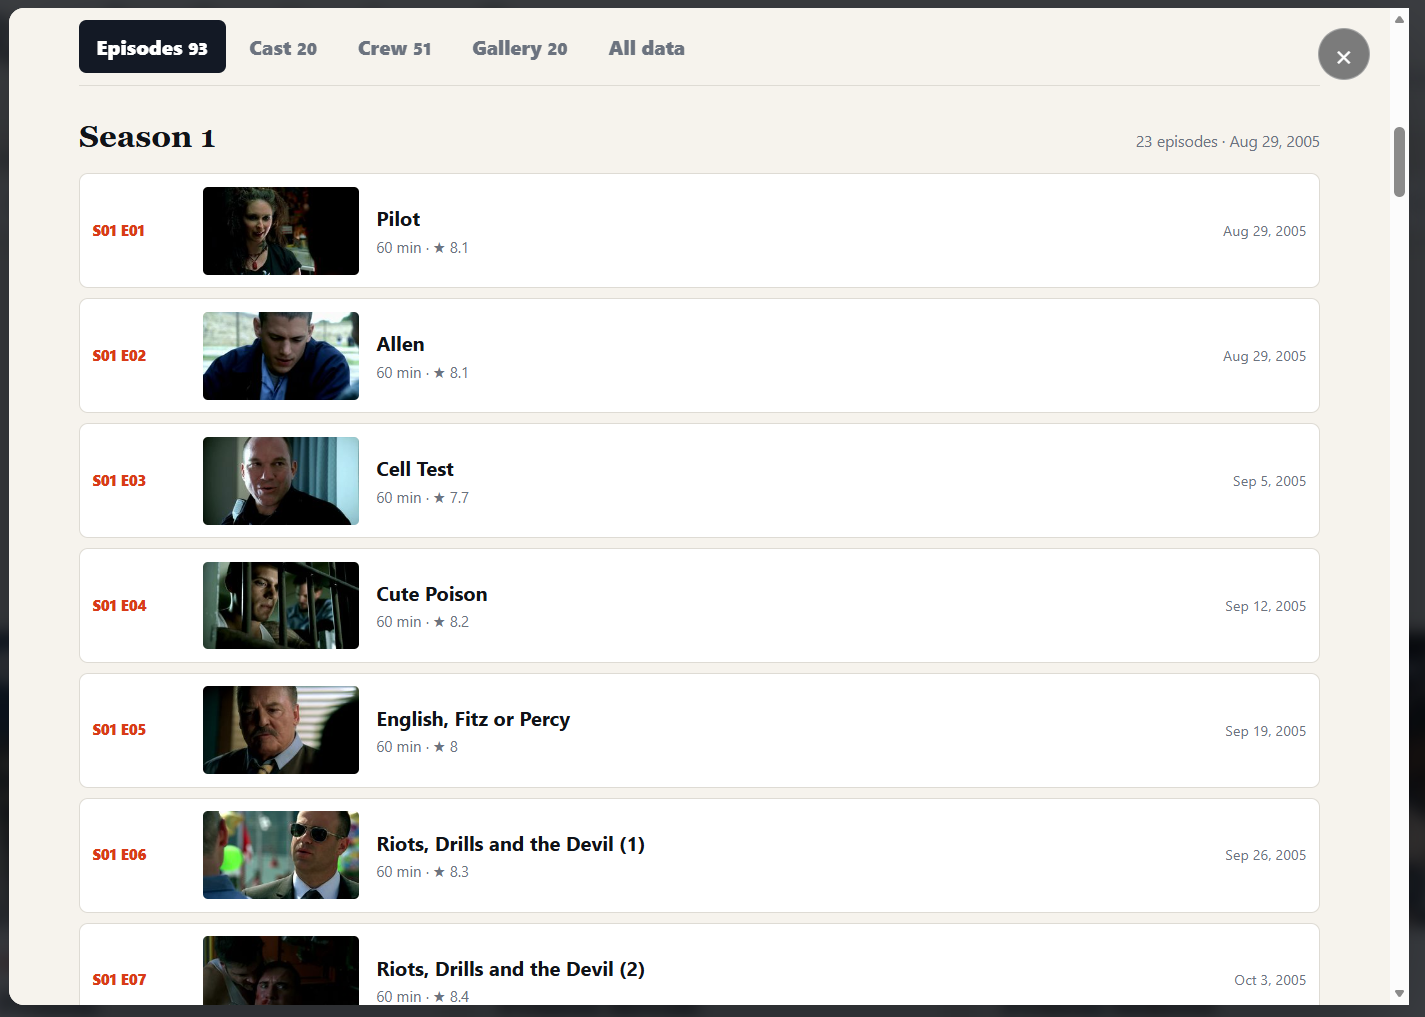 Episodes 93 Cast 20 Crew 51 Gallery 20 All data
×
Season 1
23 episodes · Aug 29, 2005
S01 E01
Pilot
60 min · ★ 8.1
Aug 29, 2005
S01 E02
Allen
60 min · ★ 8.1
Aug 29, 2005
S01 E03
Cell Test
60 min · ★ 7.7
Sep 5, 2005
S01 E04
Cute Poison
60 min · ★ 8.2
Sep 12, 2005
S01 E05
English, Fitz or Percy
60 min · ★ 8
Sep 19, 2005
S01 E06
Riots, Drills and the Devil (1)
60 min · ★ 8.3
Sep 26, 2005
S01 E07
Riots, Drills and the Devil (2)
60 min · ★ 8.4
Oct 3, 2005